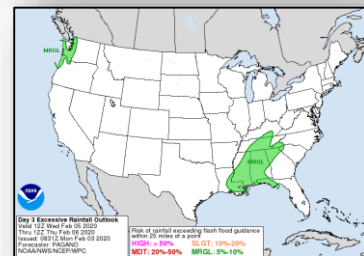 MRGL
MRGL
NOAA
Day 3 Excessive Rainfall Outlook
Valid 12Z Wed Feb 05 2020
Thru 12Z Thu Feb 06 2020
Issued: 0831Z Mon Feb 03 2020
Forecaster: PAGANO
NOAA/NWS/NCEP/WPC
Risk of rainfall exceeding flash flood guidance
within 25 miles of a point
HIGH: > 50% SLGT: 10%-20%
MDT: 20%-50% MRGL: 5%-10%